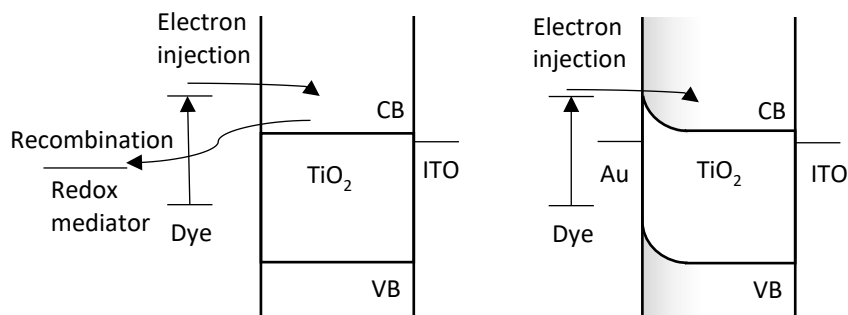 Electron
injection
CB
Recombination
Redox
mediator
Dye
TiO2
ITO
VB
Electron
injection
CB
Au
TiO2
ITO
Dye
VB